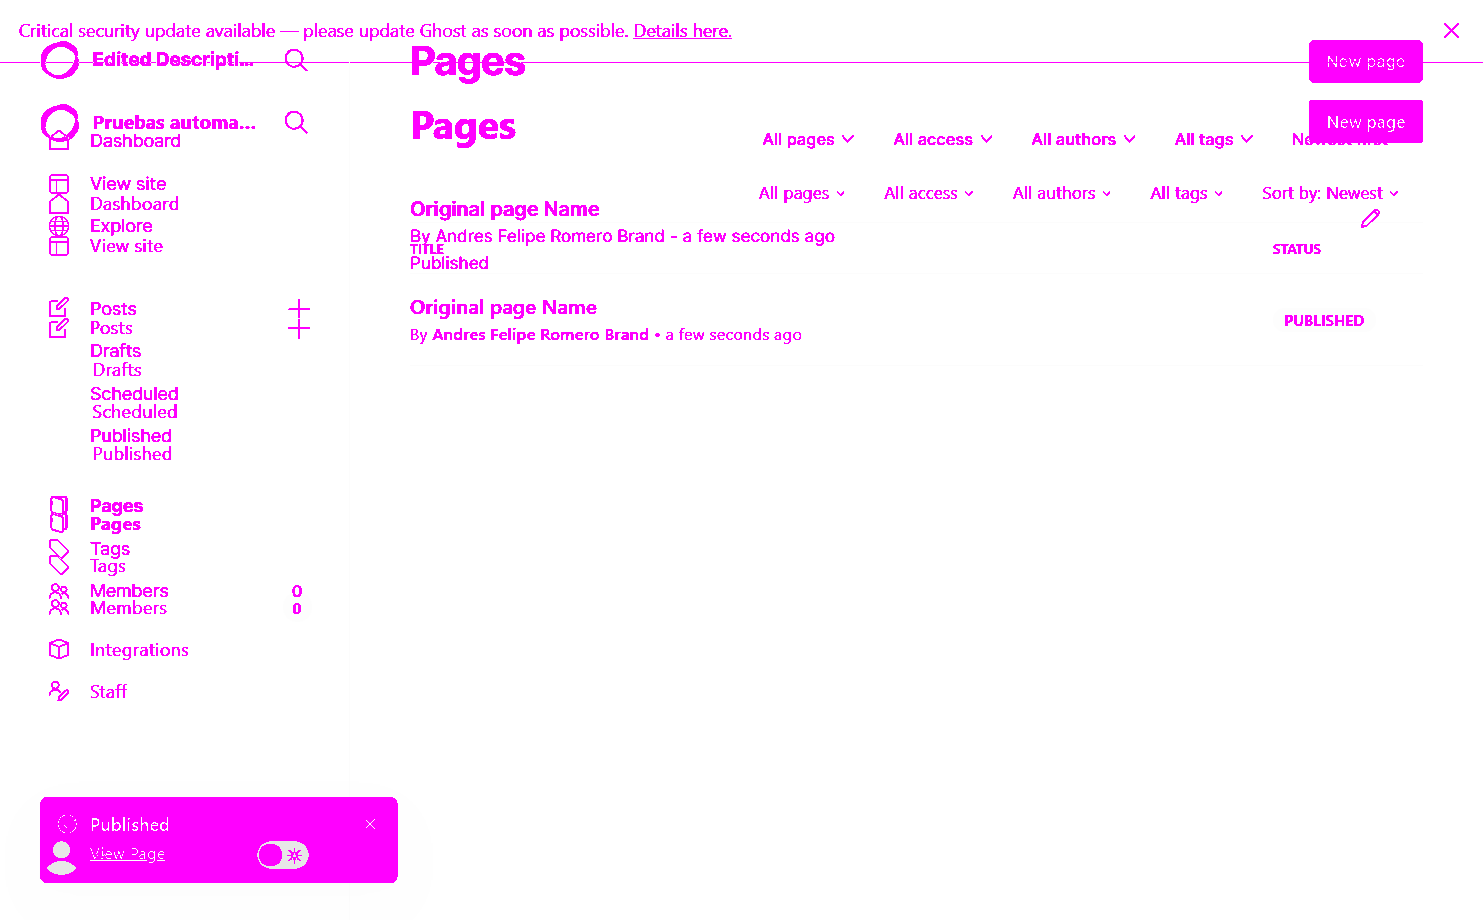 Critical security update available — please update Ghost as soon as possible. Details here.
Edited Descripti...
Pages
New page
Pruebas automa...
Pages
New page
Dashboard
All pages
All access
All authors
All tags
Newest first
View site
Dashboard
All pages
All access
All authors
All tags
Sort by: Newest
Original page Name
Explore
By Andres Felipe Romero Brand - a few seconds ago
View site
TITLE
STATUS
Published
Original page Name
Posts
PUBLISHED
Posts
By Andres Felipe Romero Brand • a few seconds ago
Drafts
Drafts
Scheduled
Scheduled
Published
Published
Pages
Pages
Tags
Tags
Members 0
Members 0
Integrations
Staff
Published
View Page